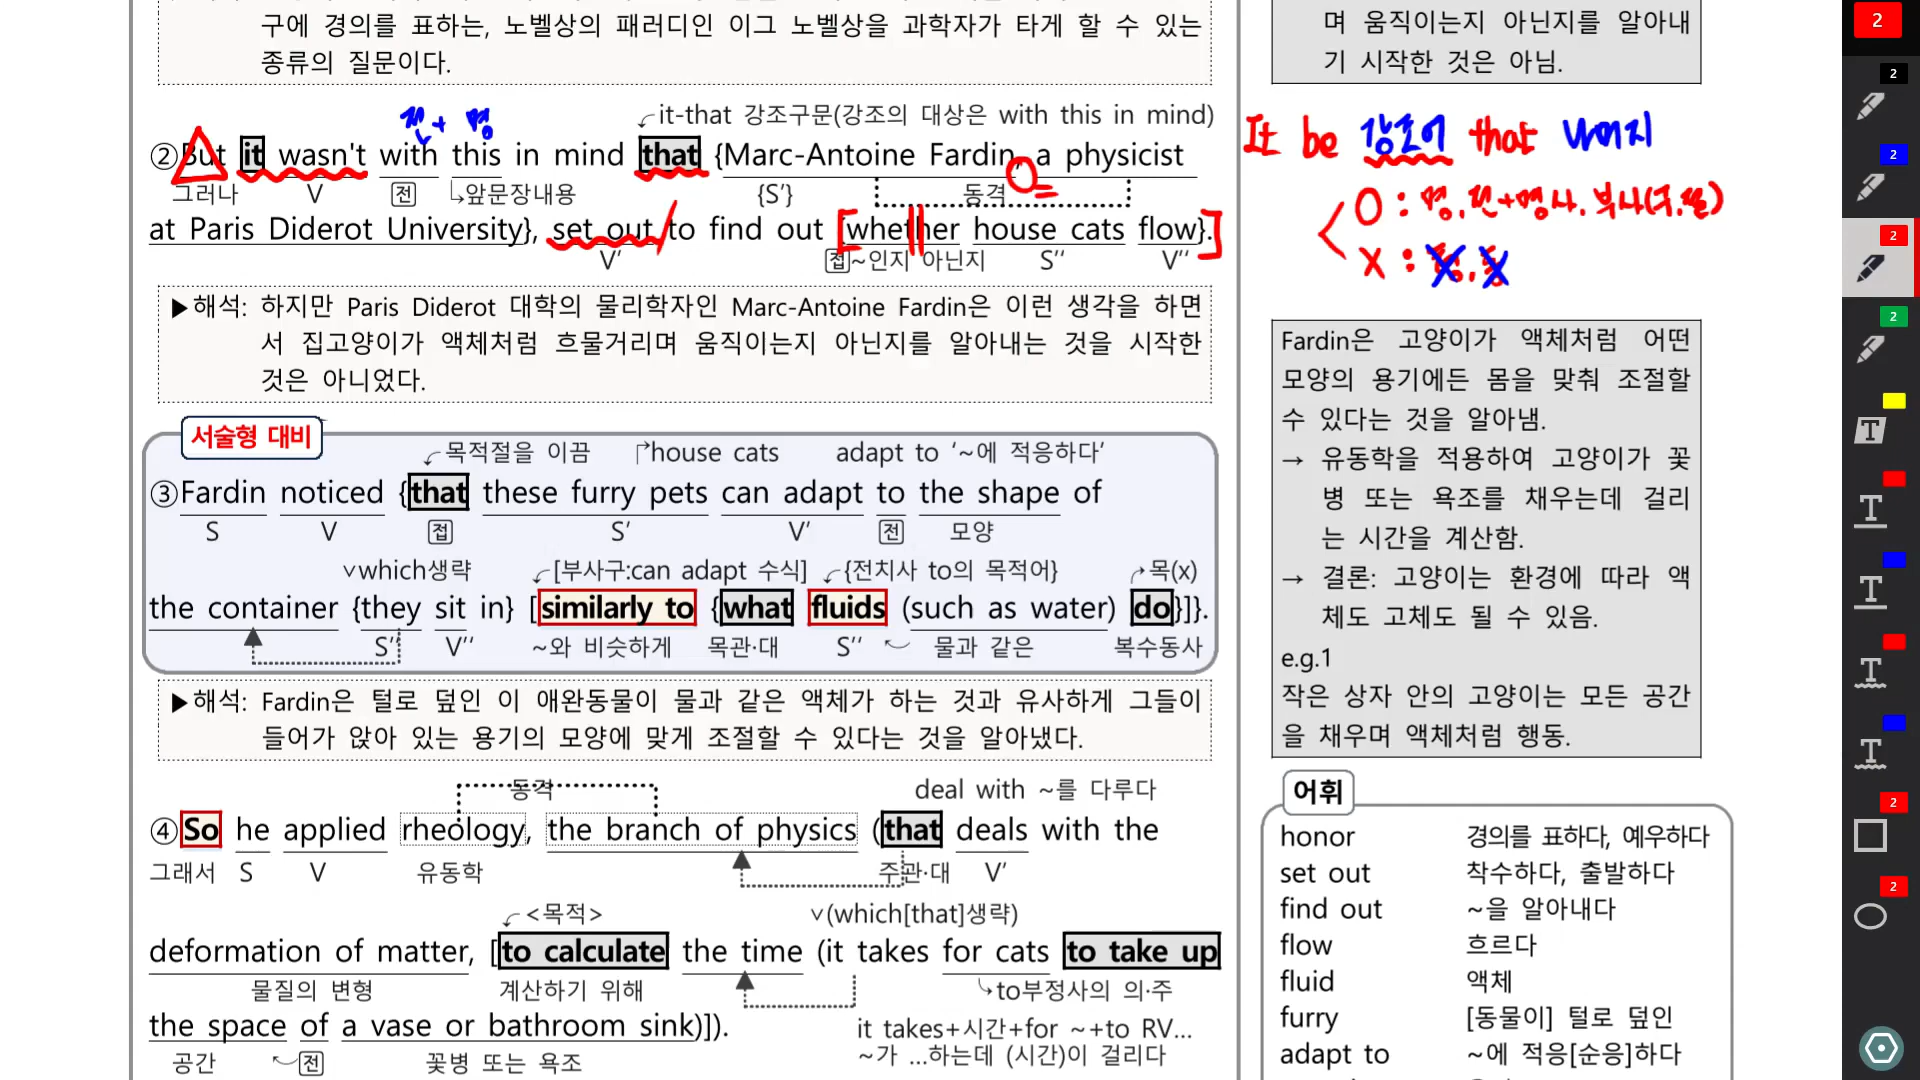 구에 경의를 표하는, 노벨상의 패러디인 이그 노벨상을 과학자가 타게 할 수 있는
종류의 질문이다.
전+ 명
it-that 강조구문(강조의 대상은 with this in mind)
②But it wasn't with this in mind that {Marc-Antoine Fardin, a physicist
그러나 V 전 앞문장내용 {S′} 동격
at Paris Diderot University}, set out to find out [whether house cats flow}.]
V′ 접~인지 아닌지 S′′ V′′
▶해석: 하지만 Paris Diderot 대학의 물리학자인 Marc-Antoine Fardin은 이런 생각을 하면
서 집고양이가 액체처럼 흐물거리며 움직이는지 아닌지를 알아내는 것을 시작한
것은 아니었다.
서술형 대비
목적절을 이끔 house cats adapt to ‘~에 적응하다‘
③Fardin noticed {that these furry pets can adapt to the shape of
S V 접 S′ V′ 전 모양
∨which생략 [부사구:can adapt 수식] {전치사 to의 목적어} 목(x)
the container {they sit in} [similarly to {what fluids (such as water) do}]}.
S′′ V′′ ~와 비슷하게 목관·대 S′′ 물과 같은 복수동사
▶해석: Fardin은 털로 덮인 이 애완동물이 물과 같은 액체가 하는 것과 유사하게 그들이
들어가 앉아 있는 용기의 모양에 맞게 조절할 수 있다는 것을 알아냈다.
동격 deal with ~를 다루다
④So he applied rheology, the branch of physics (that deals with the
그래서 S V 유동학 주관·대 V′
<목적> ∨(which[that]생략)
deformation of matter, [to calculate the time (it takes for cats to take up
물질의 변형 계산하기 위해 to부정사의 의·주
the space of a vase or bathroom sink)]).
it takes+시간+for ~+to RV...
공간 전 꽃병 또는 욕조 ~가 ...하는데 (시간)이 걸리다
며 움직이는지 아닌지를 알아내
기 시작한 것은 아님.
It be 강조어 that 나머지
O : 명, 전+명사, 부사(구,절)
X :
Fardin은 고양이가 액체처럼 어떤
모양의 용기에든 몸을 맞춰 조절할
수 있다는 것을 알아냄.
→ 유동학을 적용하여 고양이가 꽃
병 또는 욕조를 채우는데 걸리
는 시간을 계산함.
→ 결론: 고양이는 환경에 따라 액
체도 고체도 될 수 있음.
e.g.1
작은 상자 안의 고양이는 모든 공간
을 채우며 액체처럼 행동.
어휘
honor 경의를 표하다, 예우하다
set out 착수하다, 출발하다
find out ~을 알아내다
flow 흐르다
fluid 액체
furry [동물이] 털로 덮인
adapt to ~에 적응[순응]하다
2
2
2
2
2
T
T
T
T
T
2
2